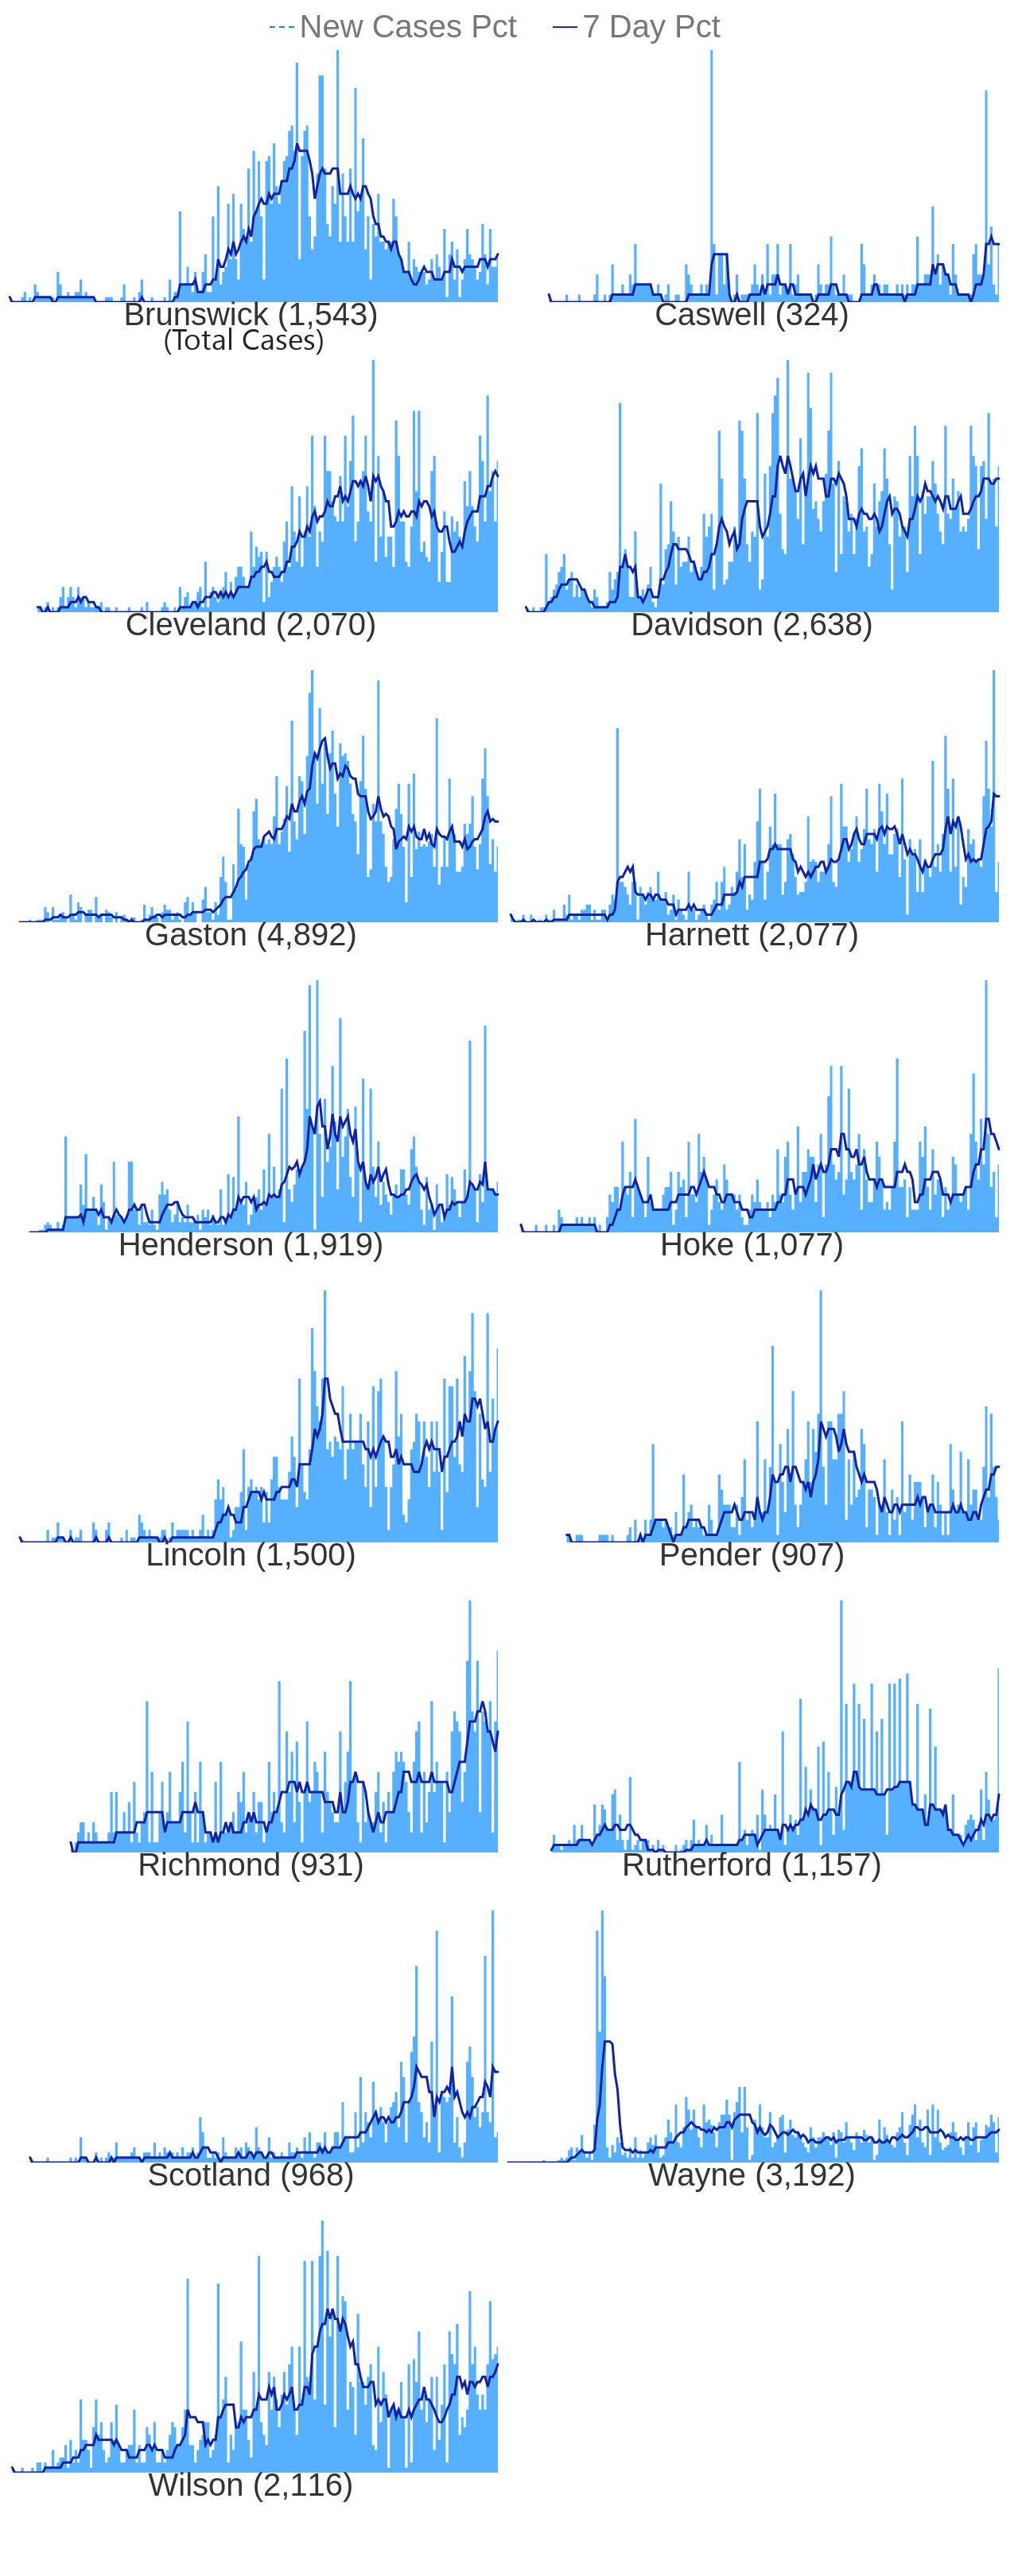 New Cases Pct 7 Day Pct
Brunswick (1,543) Caswell (324)
(Total Cases)
Cleveland (2,070) Davidson (2,638)
Gaston (4,892) Harnett (2,077)
Henderson (1,919) Hoke (1,077)
Lincoln (1,500) Pender (907)
Richmond (931) Rutherford (1,157)
Scotland (968) Wayne (3,192)
Wilson (2,116)